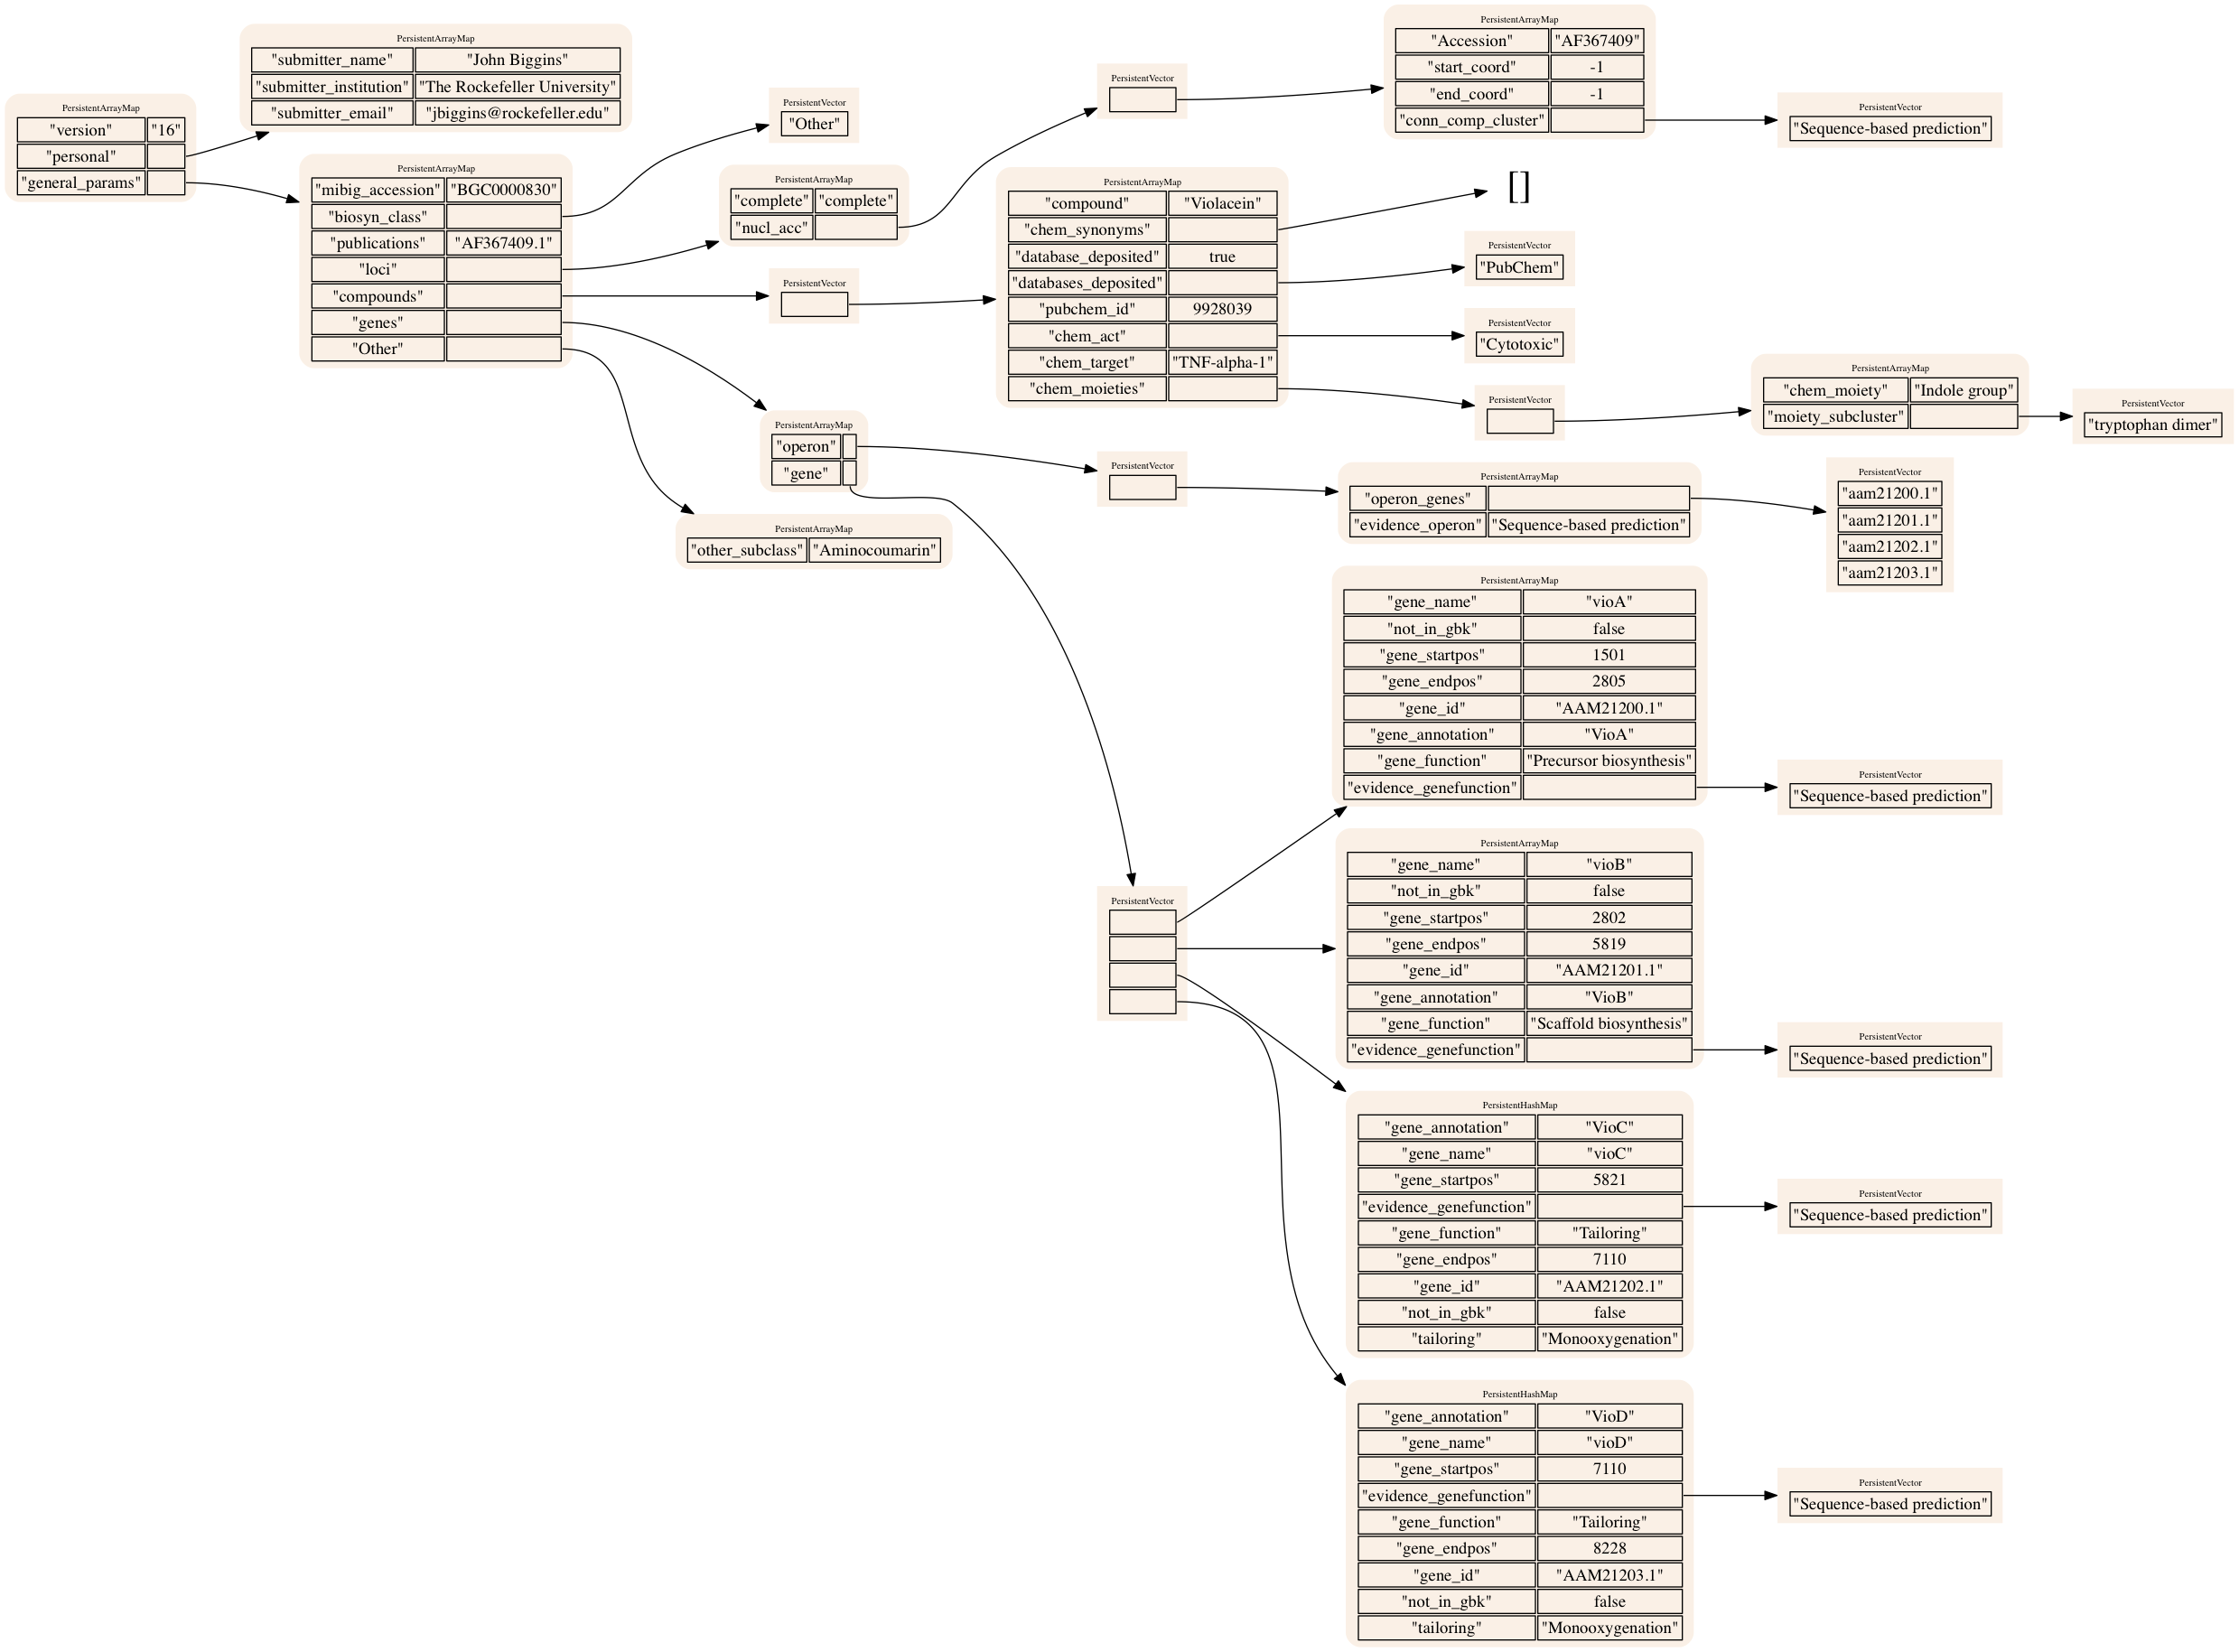 PersistentArrayMap
"version" "16"
"personal"
"general_params"
PersistentArrayMap
"submitter_name" "John Biggins"
"submitter_institution" "The Rockefeller University"
"submitter_email" "jbiggins@rockefeller.edu"
PersistentArrayMap
"mibig_accession" "BGC0000830"
"biosyn_class"
"publications" "AF367409.1"
"loci"
"compounds"
"genes"
"Other"
PersistentVector
"Other"
PersistentArrayMap
"complete" "complete"
"nucl_acc"
PersistentVector
PersistentArrayMap
"Accession" "AF367409"
"start_coord" -1
"end_coord" -1
"conn_comp_cluster"
PersistentVector
"Sequence-based prediction"
PersistentVector
PersistentArrayMap
"compound" "Violacein"
"chem_synonyms"
"database_deposited" true
"databases_deposited"
"pubchem_id" 9928039
"chem_act"
"chem_target" "TNF-alpha-1"
"chem_moieties"
[]
PersistentVector
"PubChem"
PersistentVector
"Cytotoxic"
PersistentVector
PersistentArrayMap
"chem_moiety" "Indole group"
"moiety_subcluster"
PersistentVector
"tryptophan dimer"
PersistentArrayMap
"operon"
"gene"
PersistentVector
PersistentArrayMap
"operon_genes"
"evidence_operon" "Sequence-based prediction"
PersistentVector
"aam21200.1"
"aam21201.1"
"aam21202.1"
"aam21203.1"
PersistentArrayMap
"other_subclass" "Aminocoumarin"
PersistentVector
PersistentArrayMap
"gene_name" "vioA"
"not_in_gbk" false
"gene_startpos" 1501
"gene_endpos" 2805
"gene_id" "AAM21200.1"
"gene_annotation" "VioA"
"gene_function" "Precursor biosynthesis"
"evidence_genefunction"
PersistentVector
"Sequence-based prediction"
PersistentArrayMap
"gene_name" "vioB"
"not_in_gbk" false
"gene_startpos" 2802
"gene_endpos" 5819
"gene_id" "AAM21201.1"
"gene_annotation" "VioB"
"gene_function" "Scaffold biosynthesis"
"evidence_genefunction"
PersistentVector
"Sequence-based prediction"
PersistentHashMap
"gene_annotation" "VioC"
"gene_name" "vioC"
"gene_startpos" 5821
"evidence_genefunction"
"gene_function" "Tailoring"
"gene_endpos" 7110
"gene_id" "AAM21202.1"
"not_in_gbk" false
"tailoring" "Monooxygenation"
PersistentVector
"Sequence-based prediction"
PersistentHashMap
"gene_annotation" "VioD"
"gene_name" "vioD"
"gene_startpos" 7110
"evidence_genefunction"
"gene_function" "Tailoring"
"gene_endpos" 8228
"gene_id" "AAM21203.1"
"not_in_gbk" false
"tailoring" "Monooxygenation"
PersistentVector
"Sequence-based prediction"